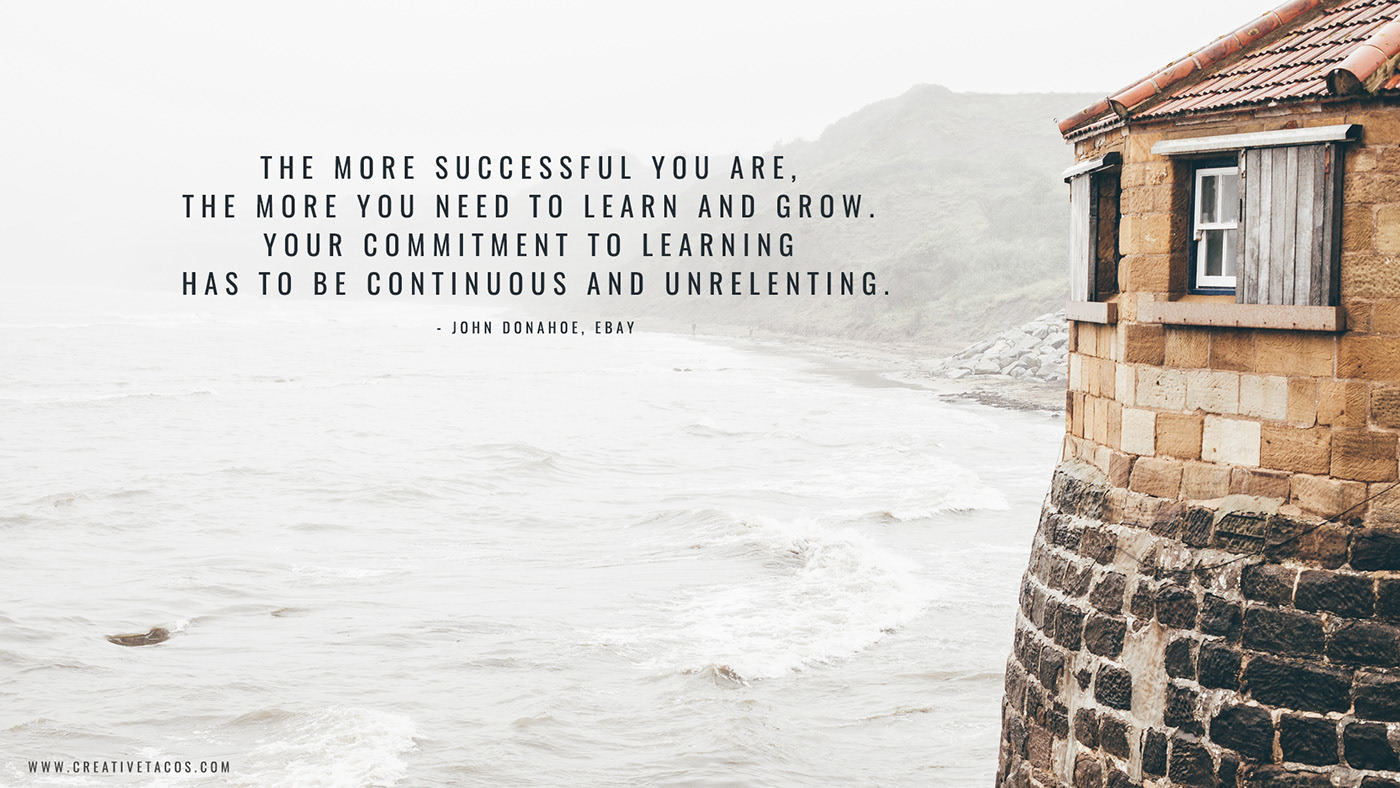 THE MORE SUCCESSFUL YOU ARE,
THE MORE YOU NEED TO LEARN AND GROW.
YOUR COMMITMENT TO LEARNING
HAS TO BE CONTINUOUS AND UNRELENTING.
- JOHN DONAHOE, EBAY
WWW.CREATIVETACOS.COM